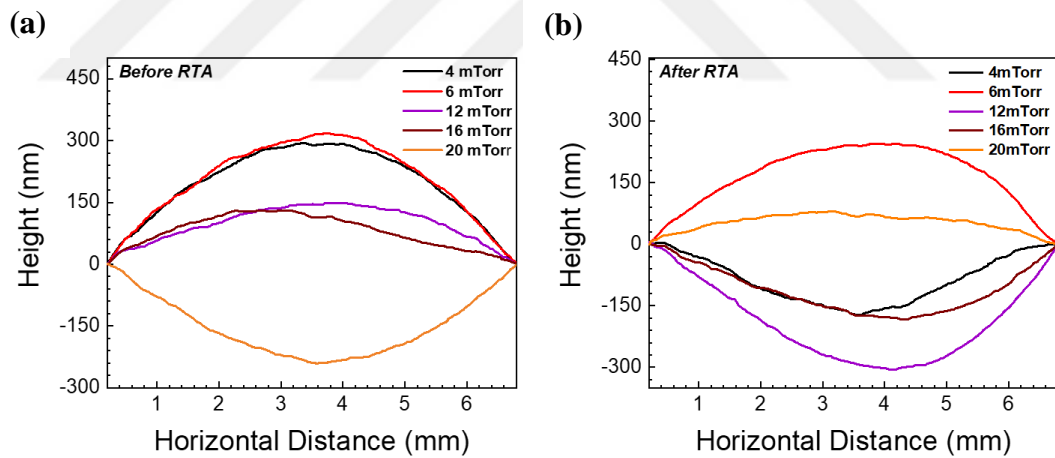 (a)
Before RTA
4 mTorr
6 mTorr
12 mTorr
16 mTorr
20 mTorr
450
300
150
0
-150
-300
Height (nm)
1 2 3 4 5 6
Horizontal Distance (mm)
(b)
After RTA
4mTorr
6mTorr
12mTorr
16mTorr
20mTorr
450
300
150
0
-150
-300
Height (nm)
1 2 3 4 5 6
Horizontal Distance (mm)